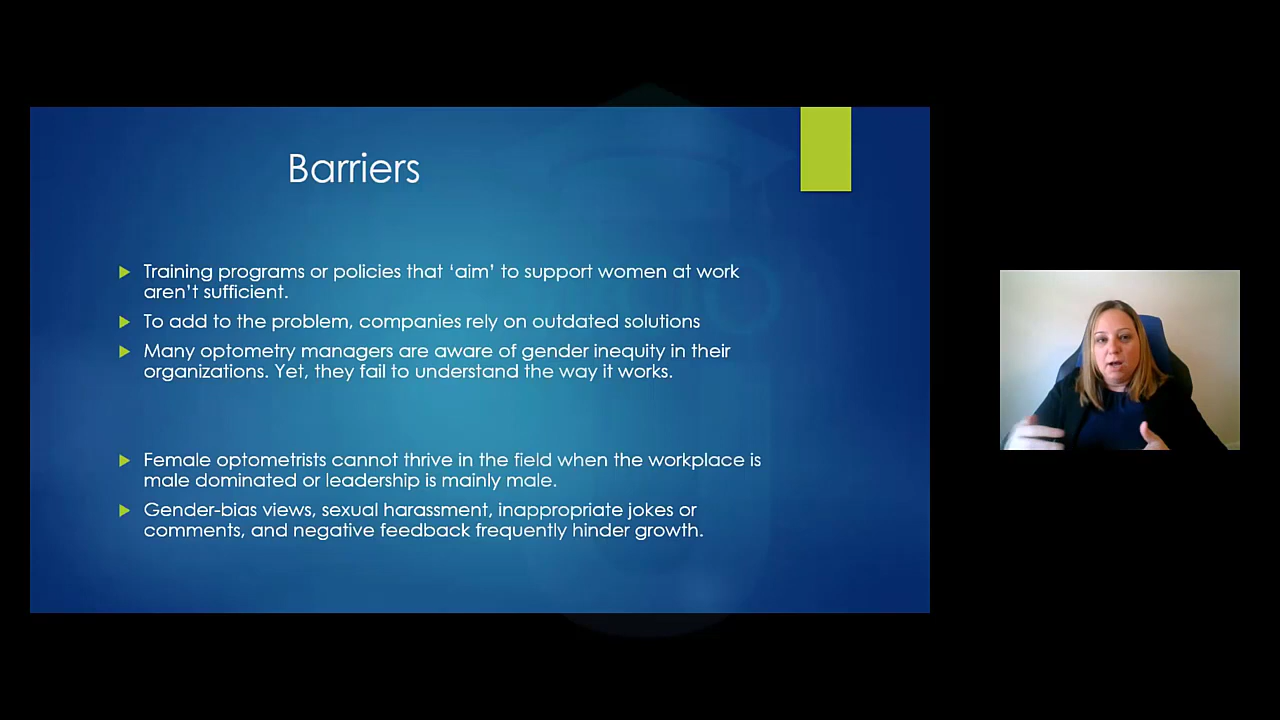 Barriers
Training programs or policies that ‘aim’ to support women at work
aren’t sufficient.
To add to the problem, companies rely on outdated solutions
Many optometry managers are aware of gender inequity in their
organizations. Yet, they fail to understand the way it works.
Female optometrists cannot thrive in the field when the workplace is
male dominated or leadership is mainly male.
Gender-bias views, sexual harassment, inappropriate jokes or
comments, and negative feedback frequently hinder growth.